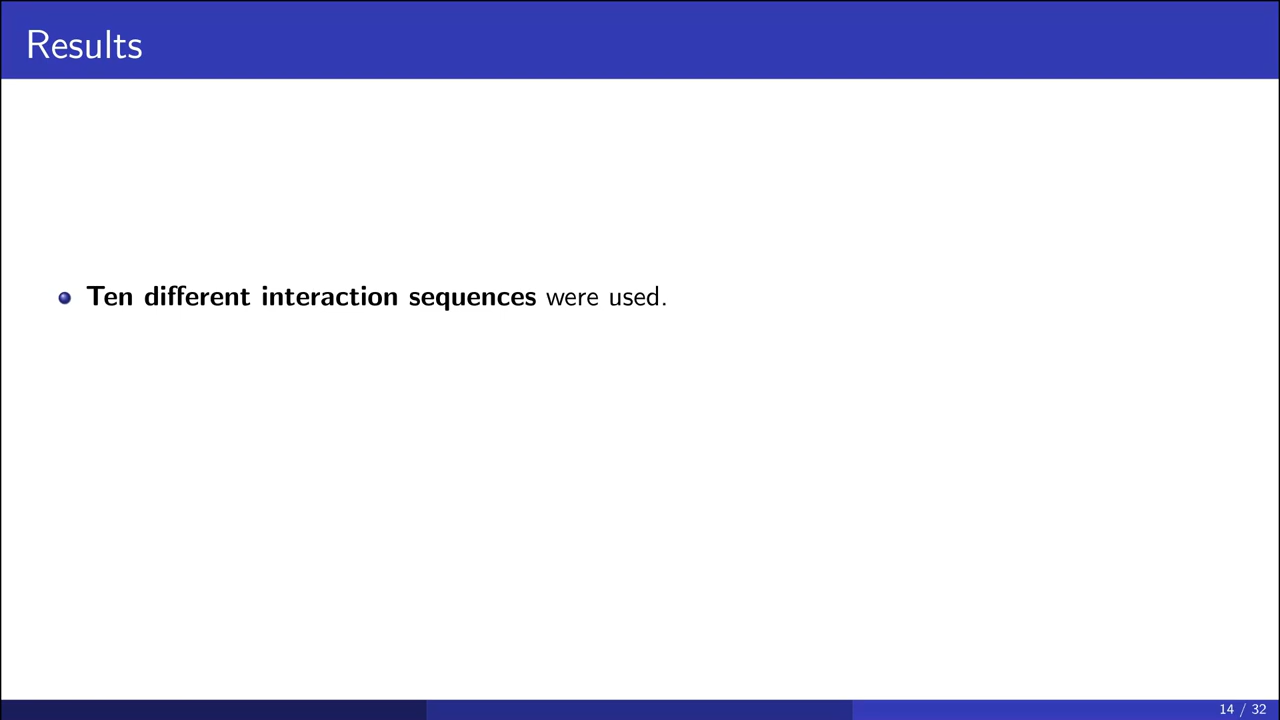 Results
Ten different interaction sequences were used.
14 / 32